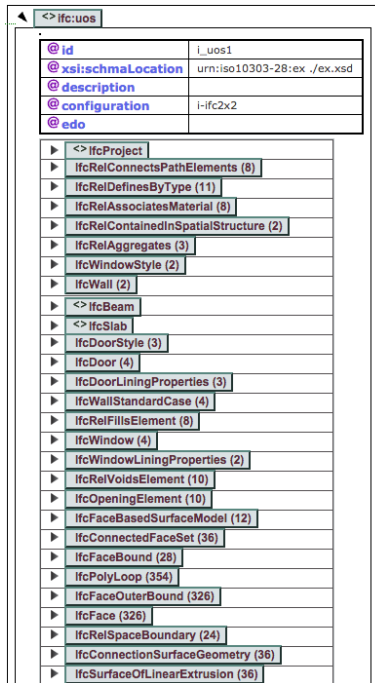 <> ifc:uos
@ id i_uos1
@ xsi:schmaLocation urn:iso10303-28:ex ./ex.xsd
@ description
@ configuration i-ifc2x2
@ edo
<> IfcProject
IfcRelConnectsPathElements (8)
IfcRelDefinesByType (11)
IfcRelAssociatesMaterial (8)
IfcRelContainedInSpatialStructure (2)
IfcRelAggregates (3)
IfcWindowStyle (2)
IfcWall (2)
<> IfcBeam
<> IfcSlab
IfcDoorStyle (3)
IfcDoor (4)
IfcDoorLiningProperties (3)
IfcWallStandardCase (4)
IfcRelFillsElement (8)
IfcWindow (4)
IfcWindowLiningProperties (2)
IfcRelVoidsElement (10)
IfcOpeningElement (10)
IfcFaceBasedSurfaceModel (12)
IfcConnectedFaceSet (36)
IfcFaceBound (28)
IfcPolyLoop (354)
IfcFaceOuterBound (326)
IfcFace (326)
IfcRelSpaceBoundary (24)
IfcConnectionSurfaceGeometry (36)
IfcSurfaceOfLinearExtrusion (36)